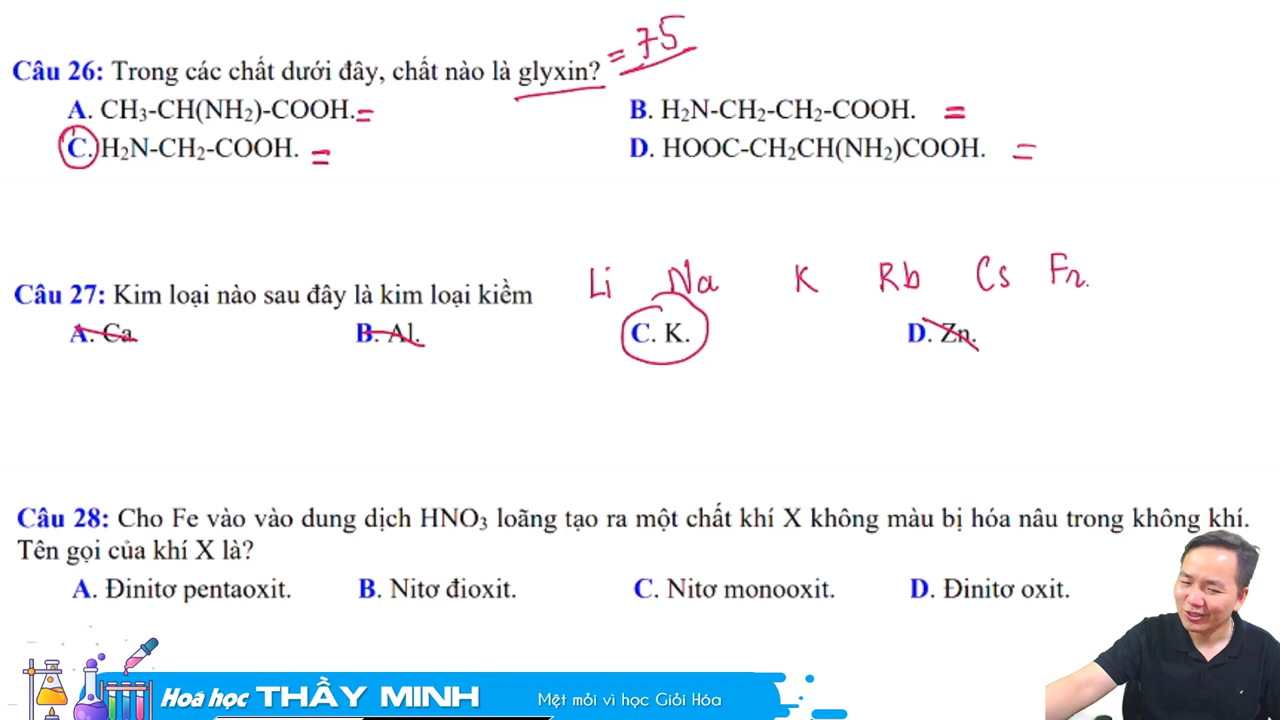 = 75
Câu 26: Trong các chất dưới đây, chất nào là glyxin?
A. CH₃-CH(NH₂)-COOH. =
B. H₂N-CH₂-CH₂-COOH. =
C. H₂N-CH₂-COOH. =
D. HOOC-CH₂CH(NH₂)COOH. =
Li Na K Rb Cs Fr.
Câu 27: Kim loại nào sau đây là kim loại kiềm
A. Ca. B. Al. C. K. D. Zn.
Câu 28: Cho Fe vào vào dung dịch HNO₃ loãng tạo ra một chất khí X không màu bị hóa nâu trong không khí.
Tên gọi của khí X là?
A. Đinitơ pentaoxit. B. Nitơ đioxit. C. Nitơ monooxit. D. Đinitơ oxit.
Hoá học THẦY MINH Mệt mỏi vì học Giỏi Hóa